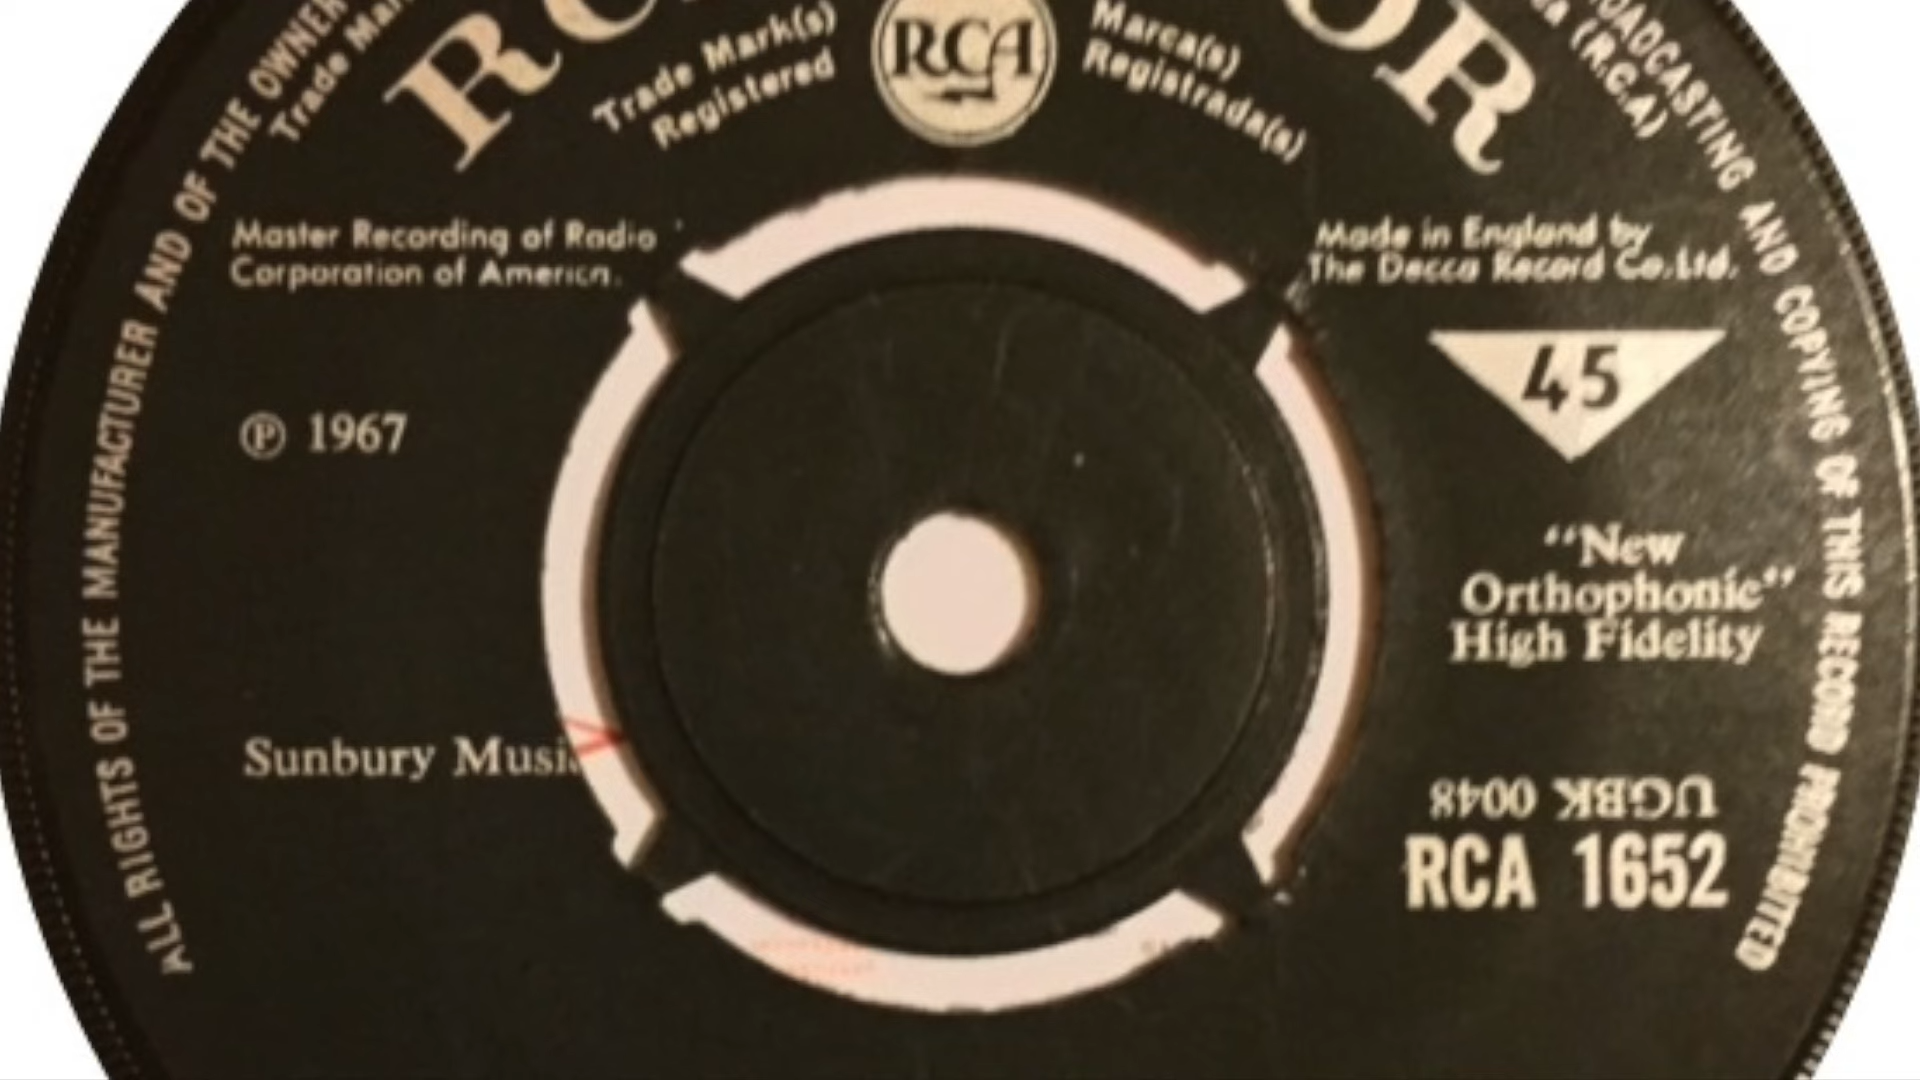 ALL RIGHTS OF THE MANUFACTURER AND OF THE OWNER
Trade
Trade Mark(s)
Registered
RCA
Marca(s)
Registrada(s)
(R.C.A)
BROADCASTING AND COPYING OF THIS RECORD PROHIBITED
Master Recording of Radio
Corporation of America.
Made in England by
The Decca Record Co. Ltd.
45
℗ 1967
“New
Orthophonic”
High Fidelity
Sunbury Music
UGBK 0048
RCA 1652